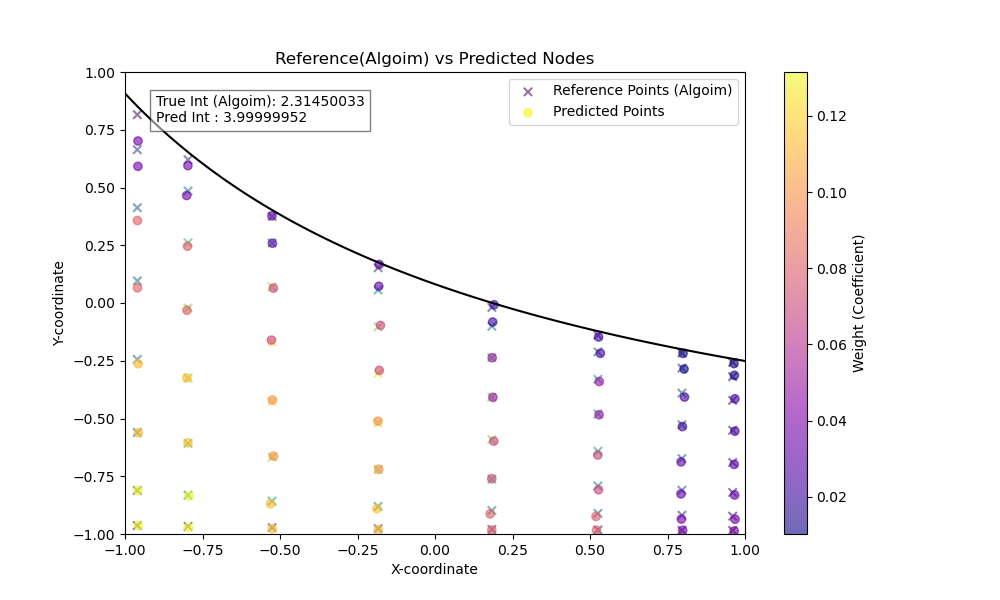 Reference(Algoim) vs Predicted Nodes
True Int (Algoim): 2.31450033
Pred Int : 3.99999952
Reference Points (Algoim)
Predicted Points
1.00
0.75
0.50
0.25
0.00
−0.25
−0.50
−0.75
−1.00
Y-coordinate
−1.00 −0.75 −0.50 −0.25 0.00 0.25 0.50 0.75 1.00
X-coordinate
0.12
0.10
0.08
0.06
0.04
0.02
Weight (Coefficient)